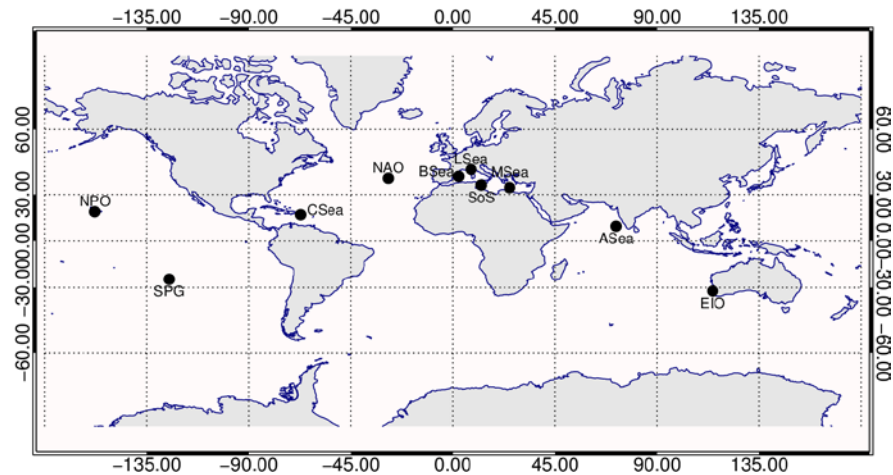 −135.00 −90.00 −45.00 0.00 45.00 90.00 135.00
60.00 60.00
LSea
NAO BSea MSea
SoS
30.00 30.00
NPO CSea
0.00 0.00
ASea
−30.00 −30.00
SPG EIO
−60.00 −60.00
−135.00 −90.00 −45.00 0.00 45.00 90.00 135.00